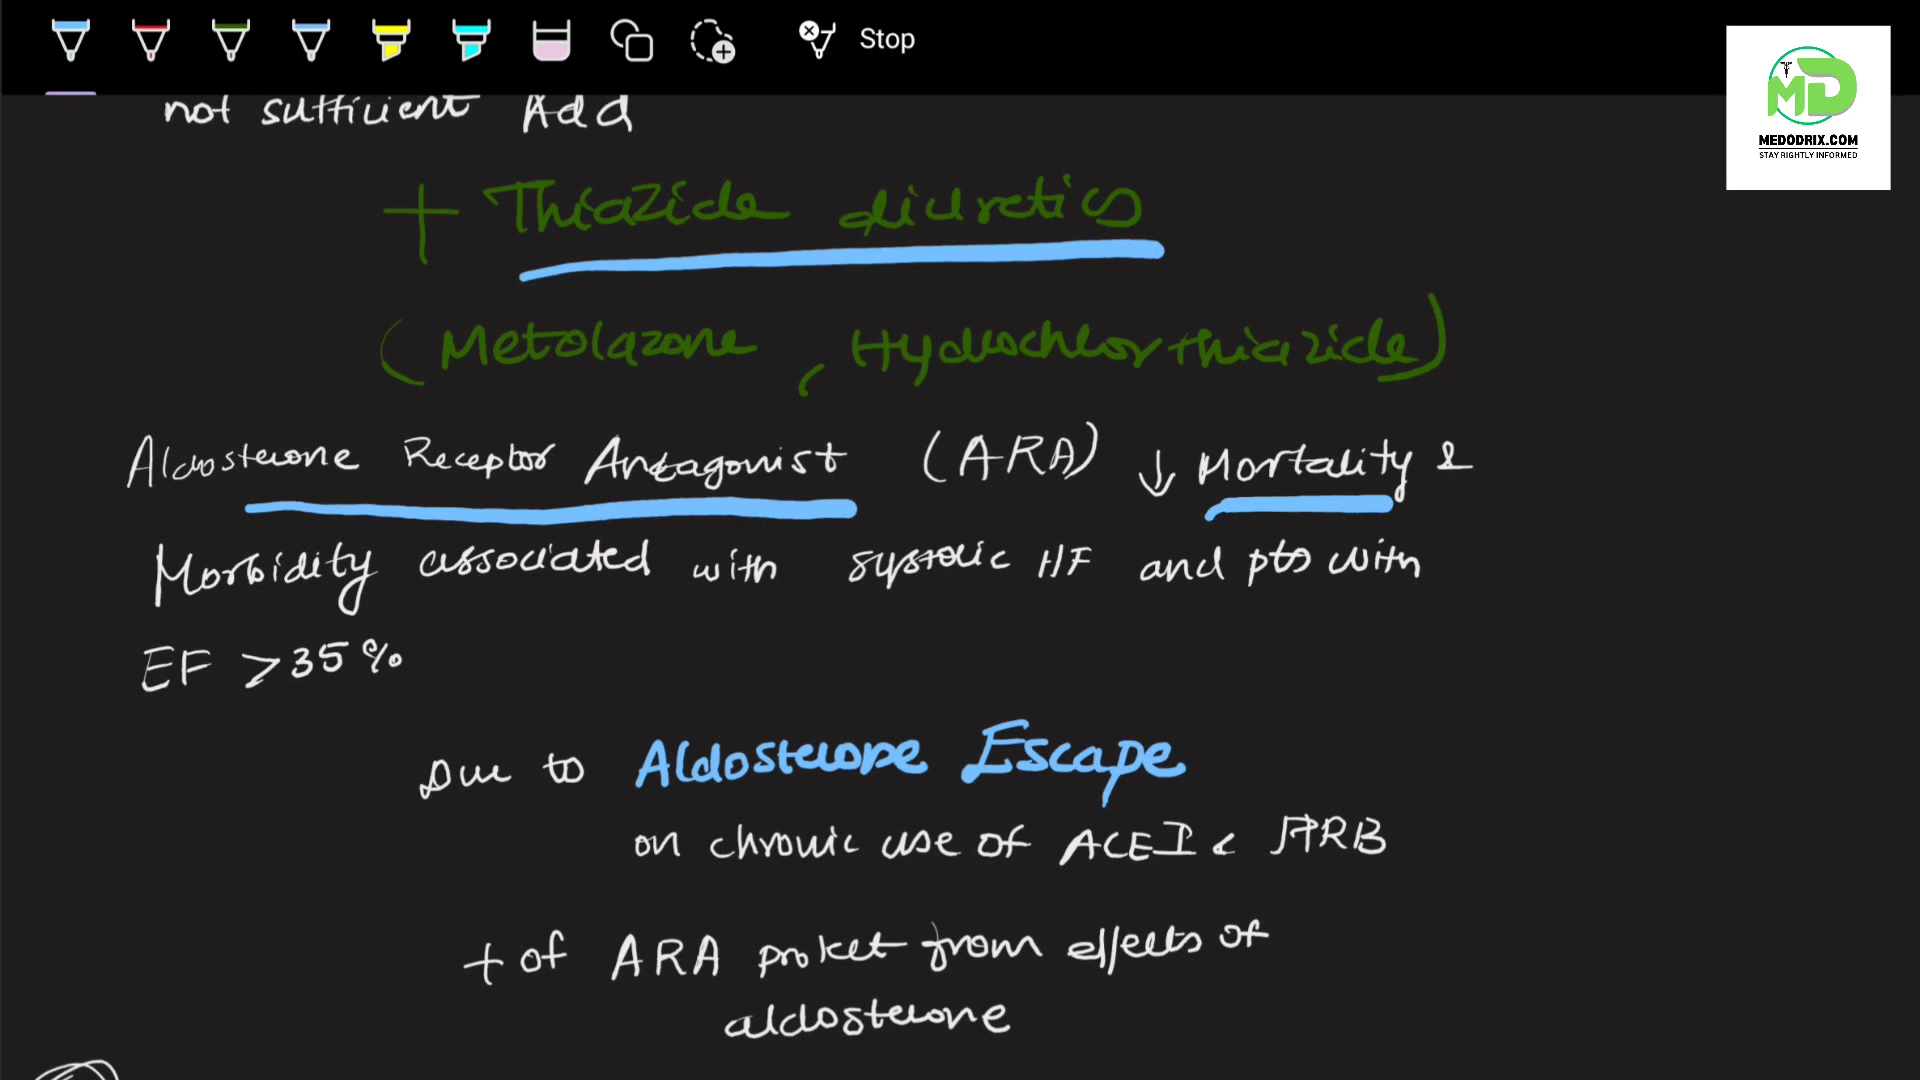 Stop
MD
MEDODRIX.COM
STAY RIGHTLY INFORMED
not sufficient Add
+ Thiazide diuretics
(Metolazone, Hydrochlorthiazide)
Aldosterone Receptor Antagonist (ARA) ↓ Mortality &
Morbidity associated with systolic HF and pts with
EF >35%
Due to Aldosterone Escape
on chronic use of ACEI & ARB
+ of ARA protect from effects of
aldosterone